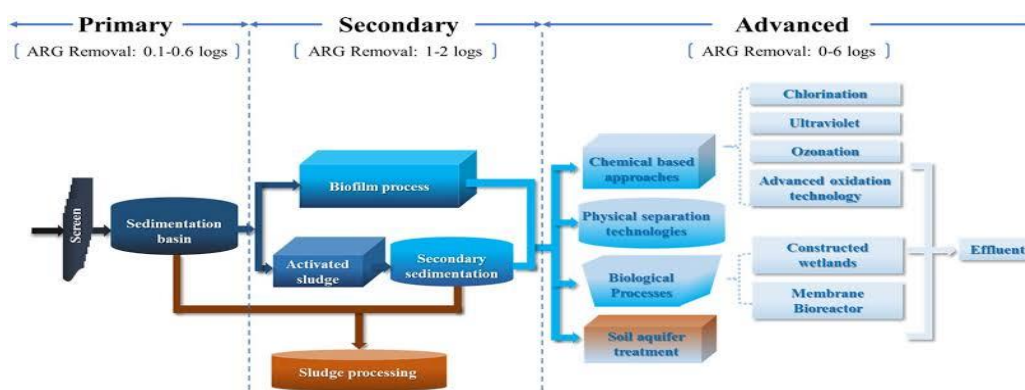 Primary
[ ARG Removal: 0.1-0.6 logs ]
Secondary
[ ARG Removal: 1-2 logs ]
Advanced
[ ARG Removal: 0-6 logs ]
Screen
Sedimentation
basin
Biofilm process
Activated
sludge
Secondary
sedimentation
Sludge processing
Chemical based
approaches
Physical separation
technologies
Biological
Processes
Soil aquifer
treatment
Chlorination
Ultraviolet
Ozonation
Advanced oxidation
technology
Constructed
wetlands
Membrane
Bioreactor
Effluent